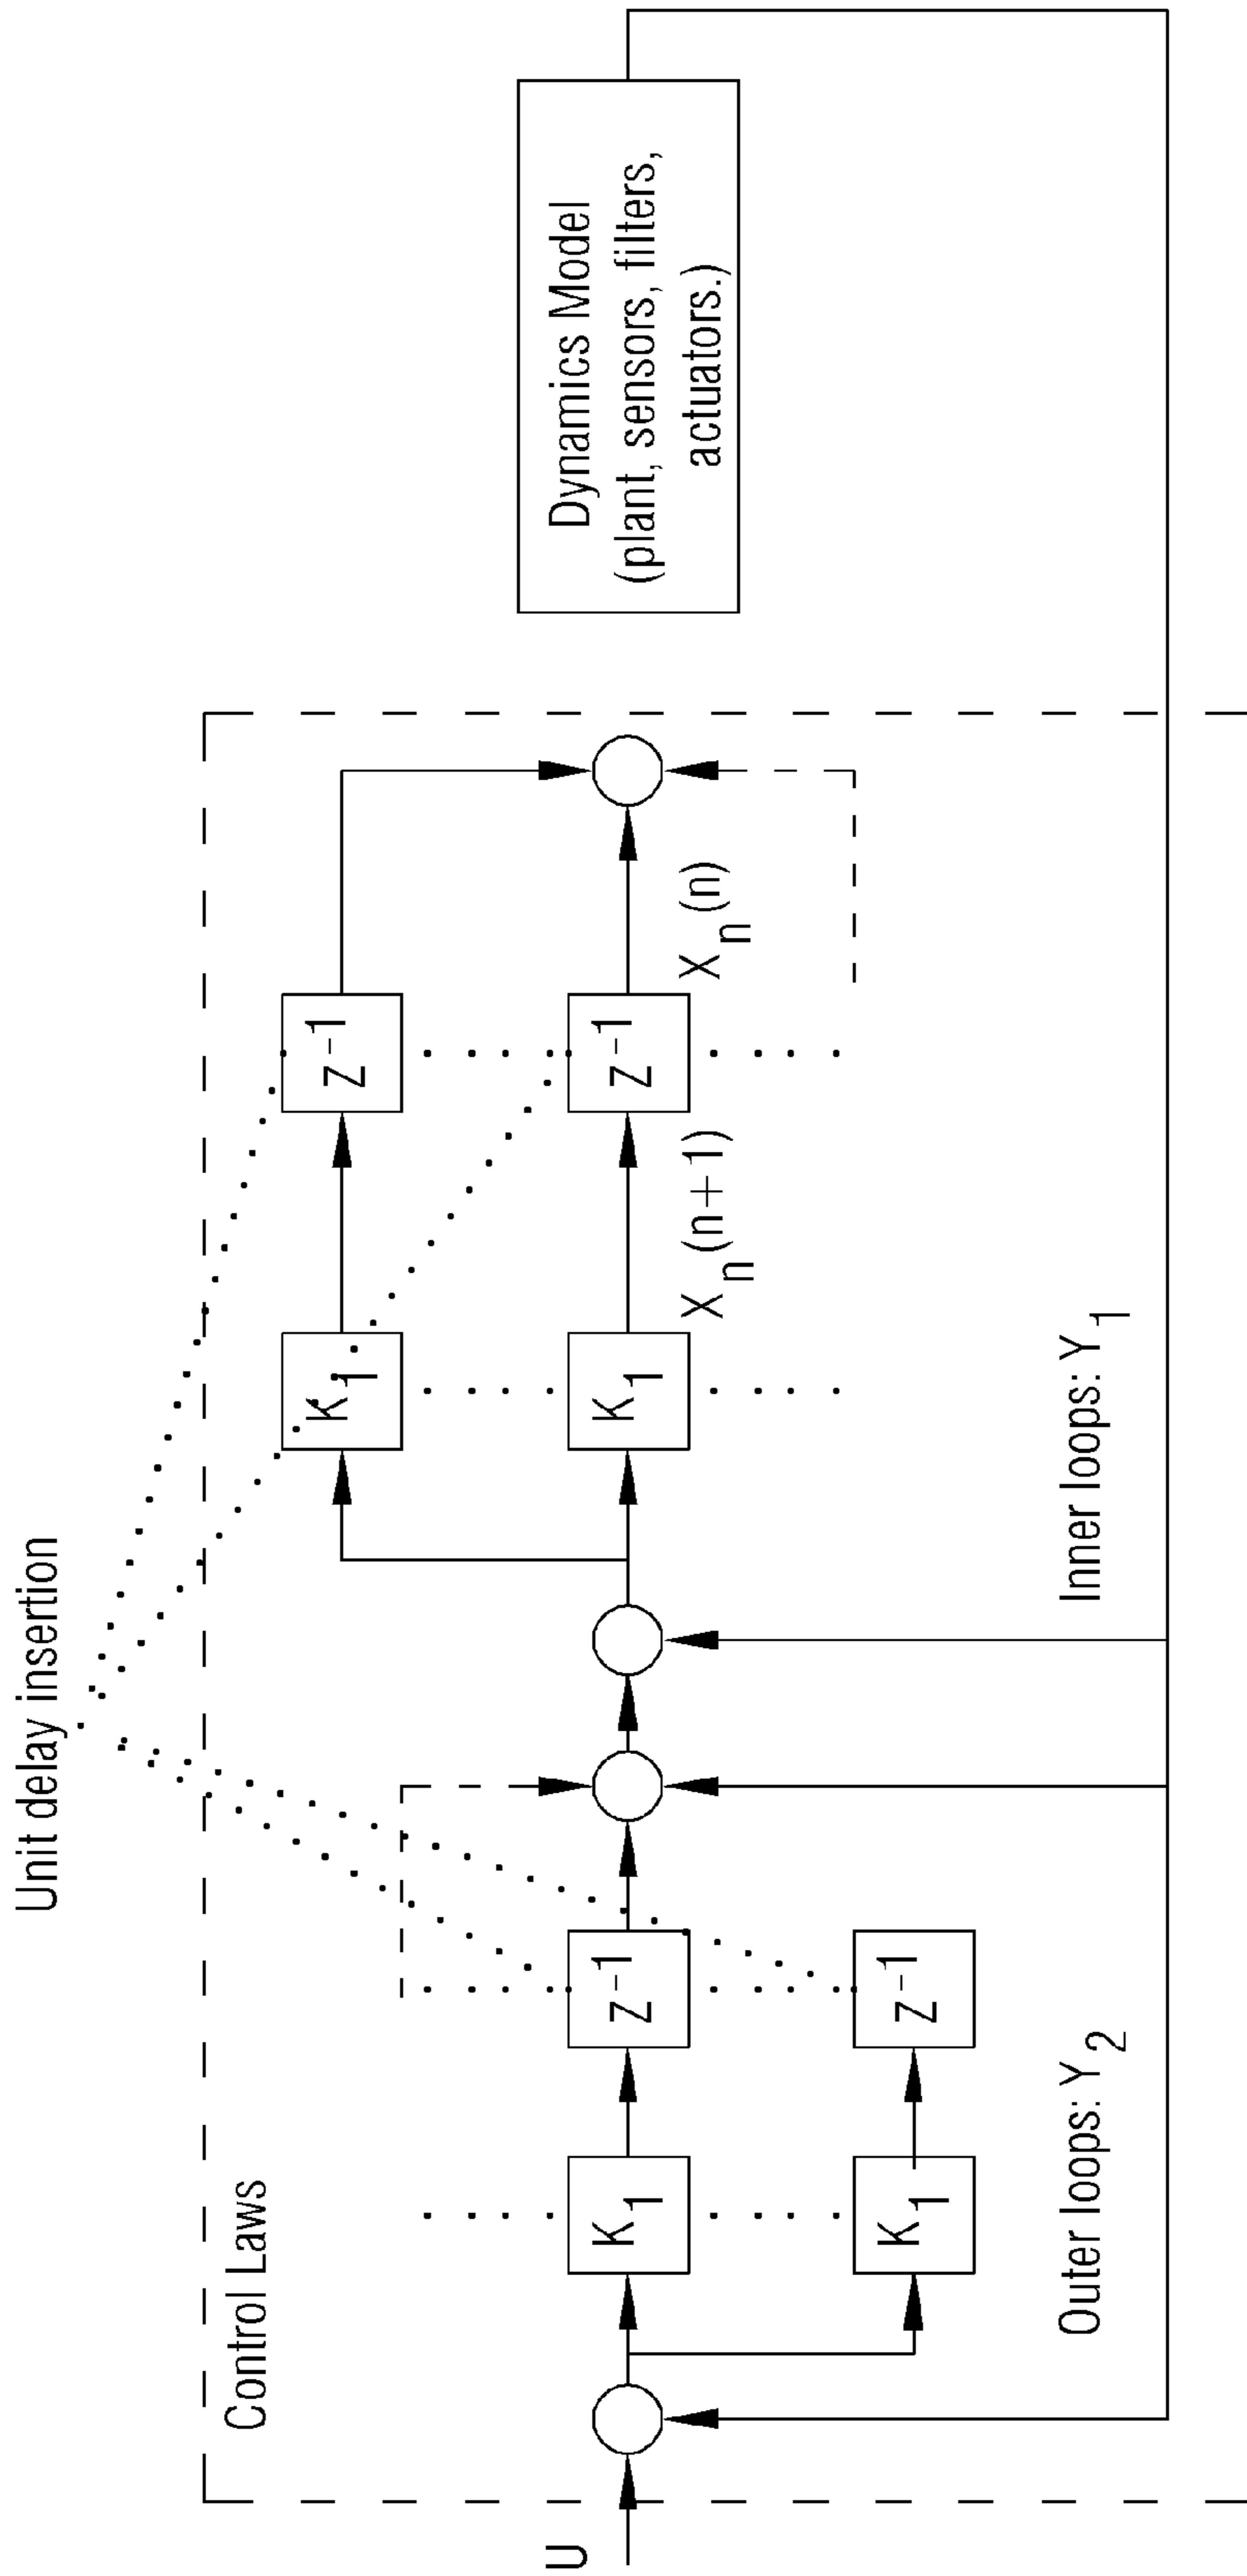 Unit delay insertion
Control Laws
K1
z-1
K1
z-1
Dynamics Model
(plant, sensors, filters,
actuators.)
U
K1
z-1
K1
Xn(n+1)
z-1
Xn(n)
Outer loops: Y2
Inner loops: Y1